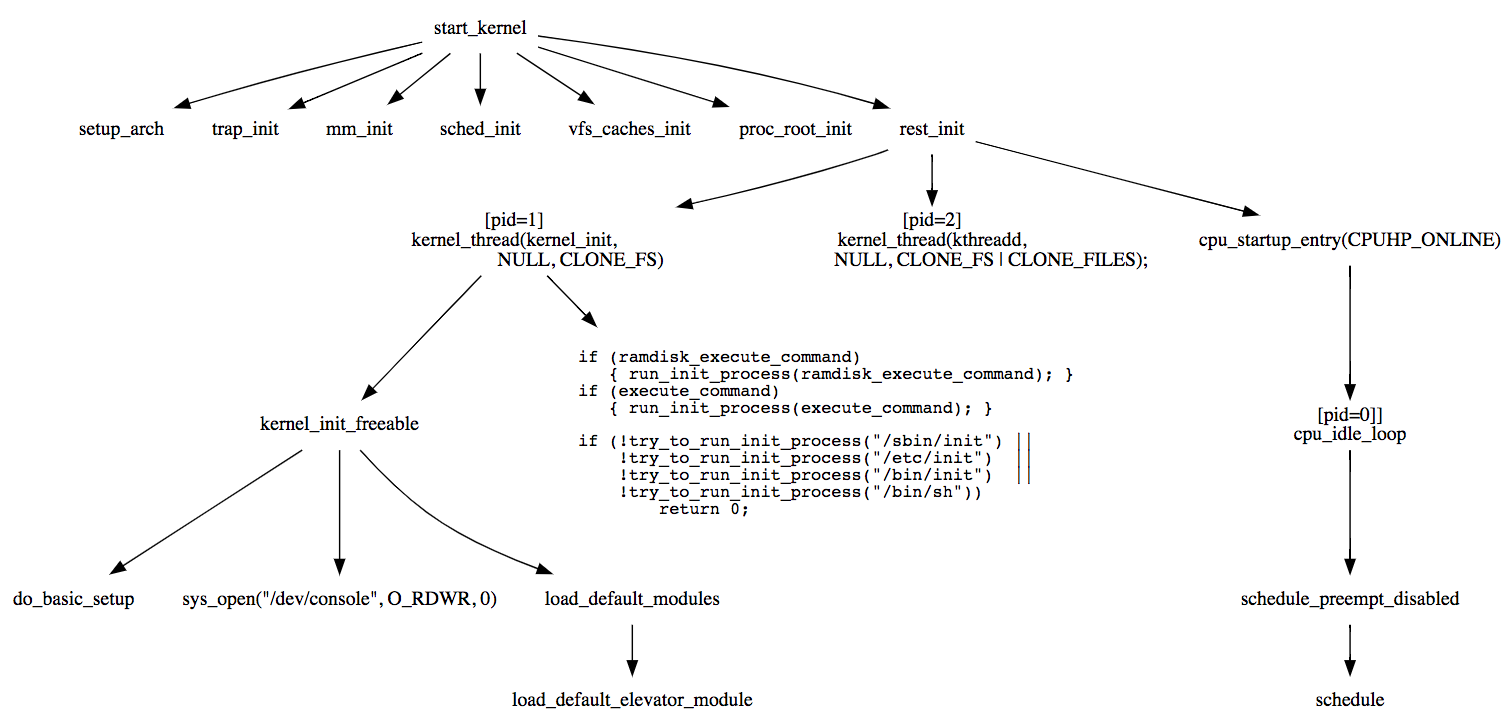 start_kernel
setup_arch
trap_init
mm_init
sched_init
vfs_caches_init
proc_root_init
rest_init
[pid=1]
kernel_thread(kernel_init,
NULL, CLONE_FS)
[pid=2]
kernel_thread(kthreadd,
NULL, CLONE_FS | CLONE_FILES);
cpu_startup_entry(CPUHP_ONLINE)
if (ramdisk_execute_command)
{ run_init_process(ramdisk_execute_command); }
if (execute_command)
{ run_init_process(execute_command); }
if (!try_to_run_init_process("/sbin/init") ||
!try_to_run_init_process("/etc/init") ||
!try_to_run_init_process("/bin/init") ||
!try_to_run_init_process("/bin/sh"))
return 0;
kernel_init_freeable
[pid=0]]
cpu_idle_loop
do_basic_setup
sys_open("/dev/console", O_RDWR, 0)
load_default_modules
schedule_preempt_disabled
load_default_elevator_module
schedule